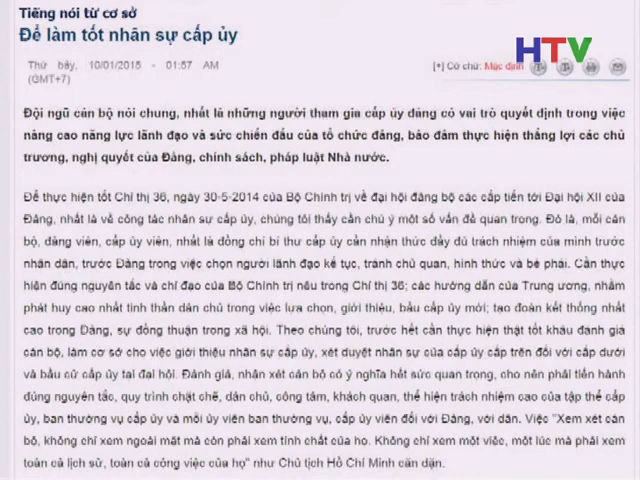 Tiếng nói từ cơ sở
Để làm tốt nhân sự cấp ủy
HTV
Thứ bảy, 10/01/2015 - 01:57 AM
(GMT+7)
[+] Cỡ chữ: Mặc định
Đội ngũ cán bộ nói chung, nhất là những người tham gia cấp ủy đảng có vai trò quyết định trong việc
nâng cao năng lực lãnh đạo và sức chiến đấu của tổ chức đảng, bảo đảm thực hiện thắng lợi các chủ
trương, nghị quyết của Đảng, chính sách, pháp luật Nhà nước.
Để thực hiện tốt Chỉ thị 36, ngày 30-5-2014 của Bộ Chính trị về đại hội đảng bộ các cấp tiến tới Đại hội XII của
Đảng, nhất là về công tác nhân sự cấp ủy, chúng tôi thấy cần chú ý một số vấn đề quan trọng. Đó là, mỗi cán
bộ, đảng viên, cấp ủy viên, nhất là đồng chí bí thư cấp ủy cần nhận thức đầy đủ trách nhiệm của mình trước
nhân dân, trước Đảng trong việc chọn người lãnh đạo kế tục, tránh chủ quan, hình thức và bè phái. Cần thực
hiện đúng nguyên tắc và chỉ đạo của Bộ Chính trị nêu trong Chỉ thị 36; các hướng dẫn của Trung ương, nhằm
phát huy cao nhất tinh thần dân chủ trong việc lựa chọn, giới thiệu, bầu cấp ủy mới; tạo đoàn kết thống nhất
cao trong Đảng, sự đồng thuận trong xã hội. Theo chúng tôi, trước hết cần thực hiện thật tốt khâu đánh giá
cán bộ, làm cơ sở cho việc giới thiệu nhân sự cấp ủy, xét duyệt nhân sự của cấp ủy cấp trên đối với cấp dưới
và bầu cử cấp ủy tại đại hội. Đánh giá, nhận xét cán bộ có ý nghĩa hết sức quan trọng, cho nên phải tiến hành
đúng nguyên tắc, quy trình chặt chẽ, dân chủ, công tâm, khách quan, thể hiện trách nhiệm cao của tập thể cấp
ủy, ban thường vụ cấp ủy và mỗi ủy viên ban thường vụ, cấp ủy viên đối với Đảng, với dân. Việc "Xem xét cán
bộ, không chỉ xem ngoài mặt mà còn phải xem tính chất của họ. Không chỉ xem một việc, một lúc mà phải xem
toàn cả lịch sử, toàn cả công việc của họ" như Chủ tịch Hồ Chí Minh căn dặn.